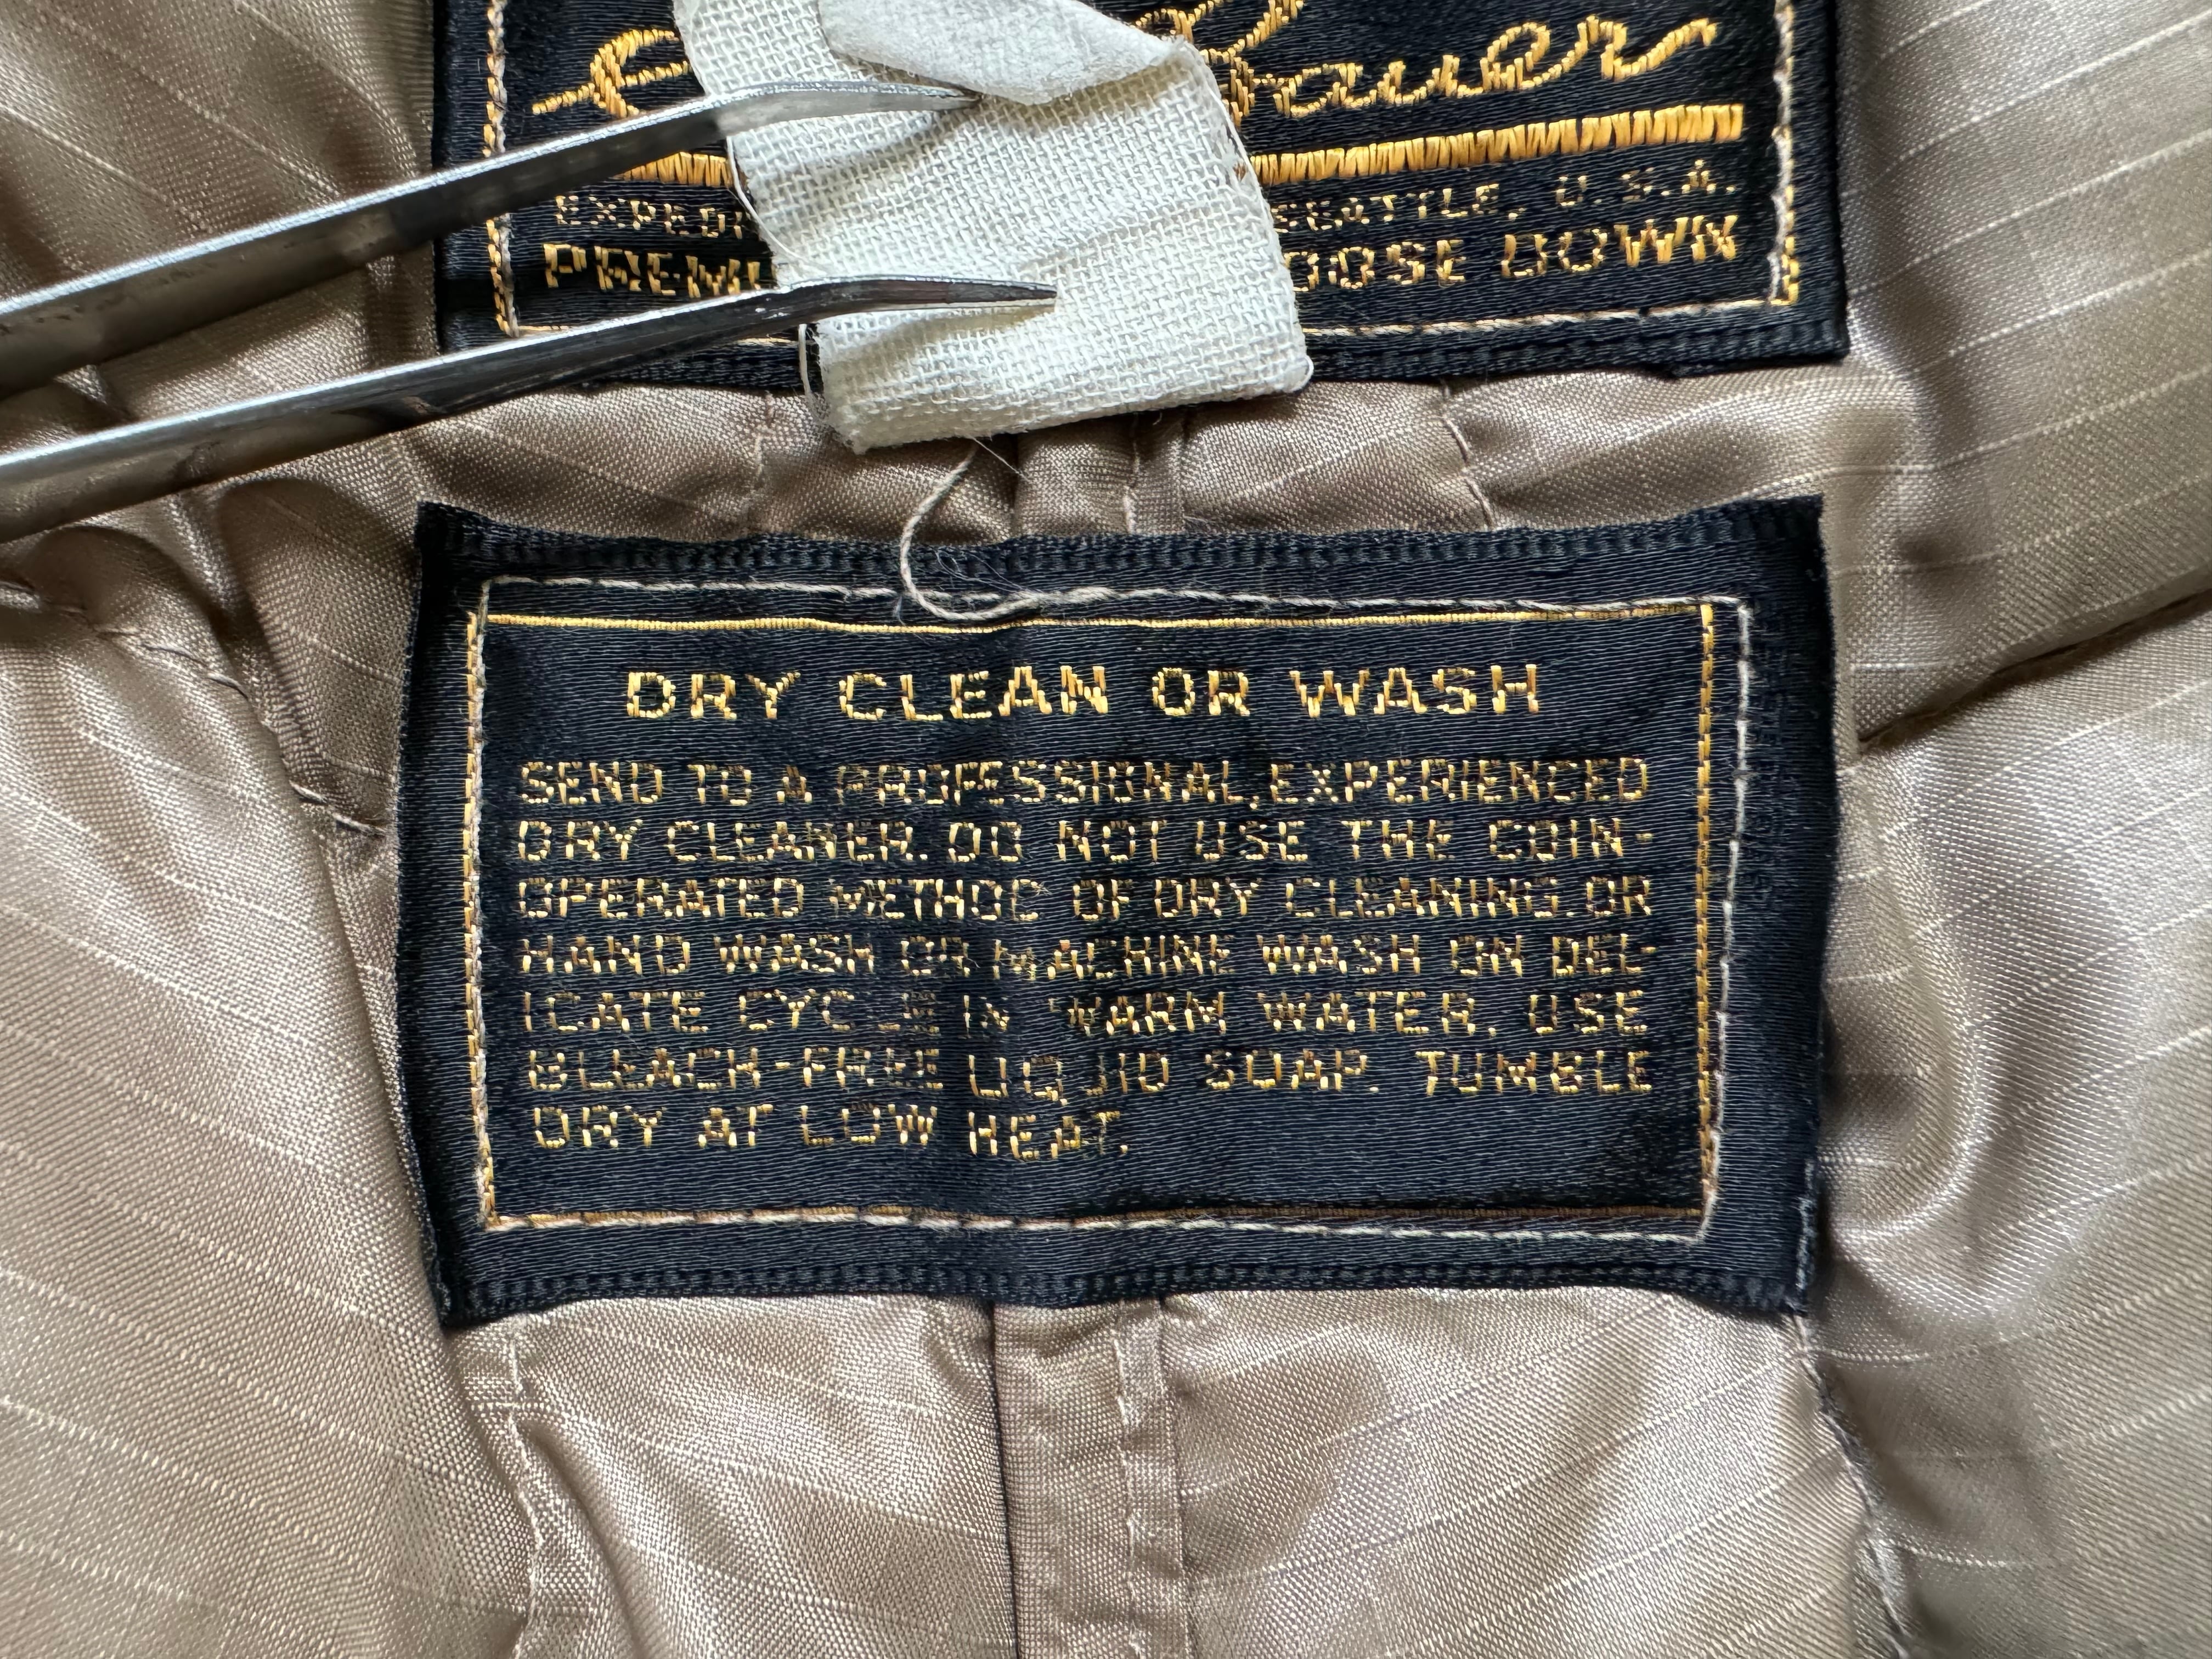 Bauer
SEATTLE, U.S.A.
DOWN
DRY CLEAN OR WASH
SEND TO A PROFESSIONAL, EXPERIENCED
DRY CLEANER. DO NOT USE THE COIN-
OPERATED METHOD OF DRY CLEANING. OR
HAND WASH OR MACHINE WASH ON DEL-
ICATE CYCLE IN WARM WATER. USE
BLEACH-FREE LIQUID SOAP. TUMBLE
DRY AT LOW HEAT.